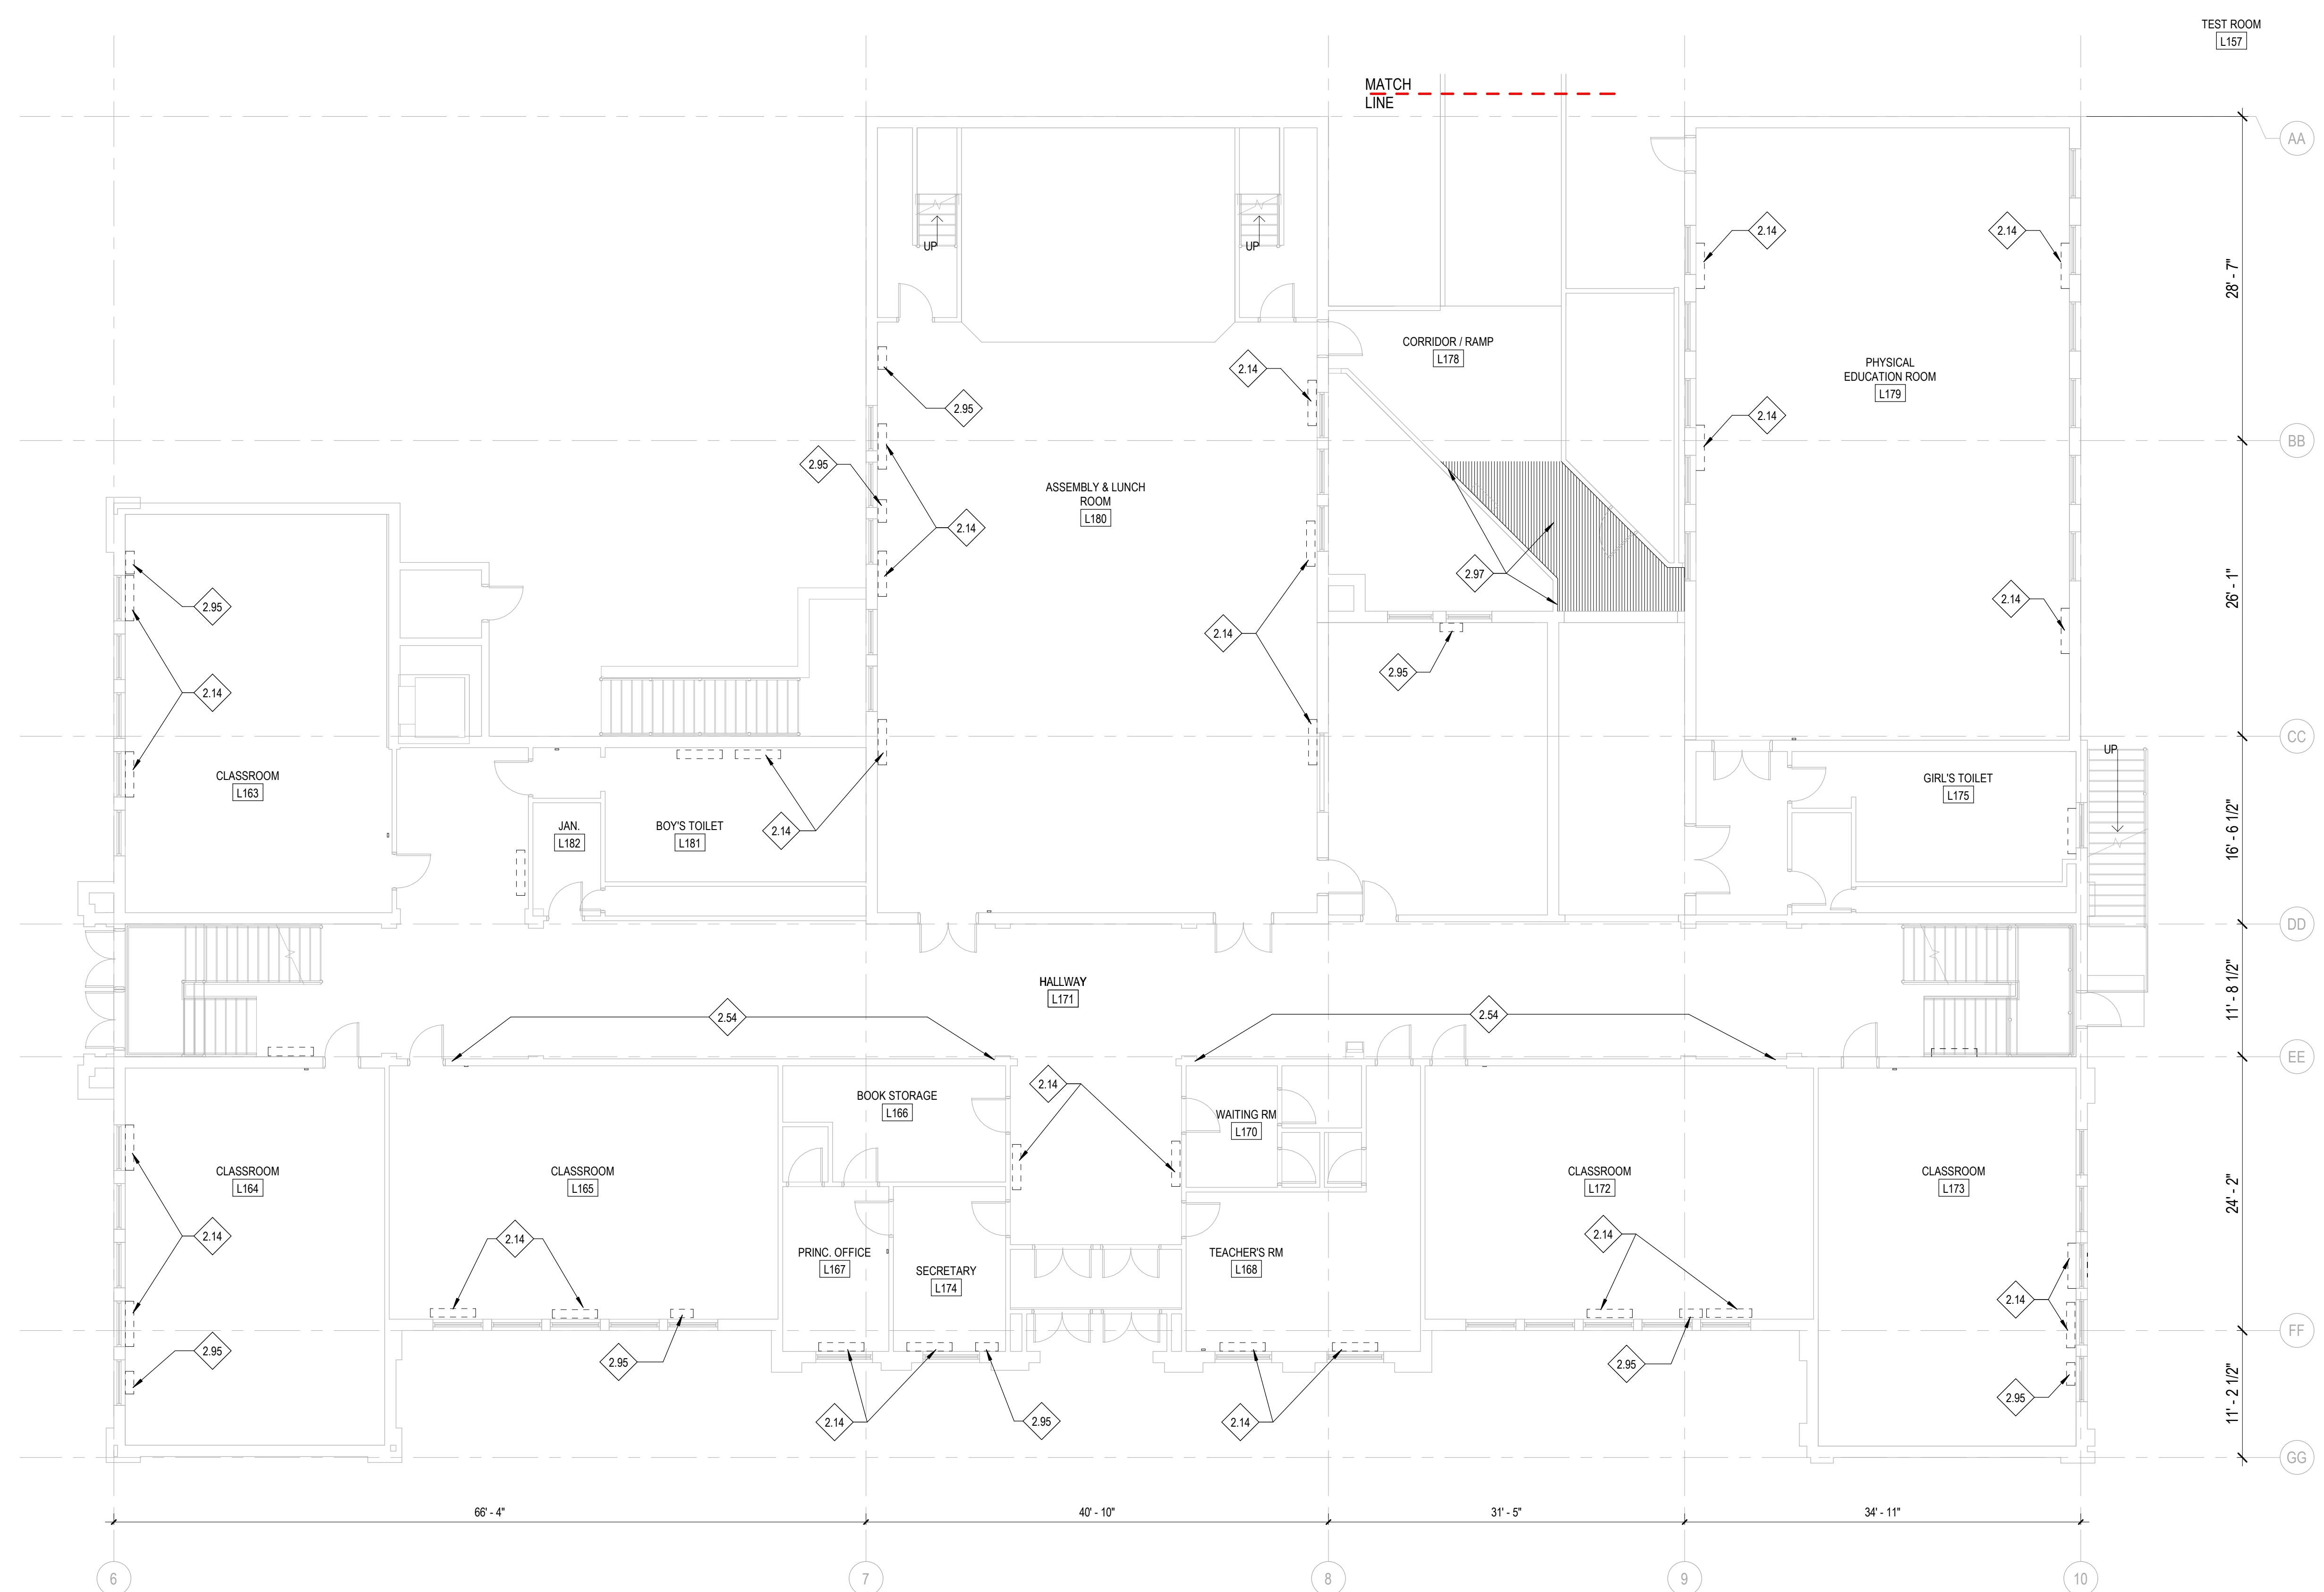 TEST ROOM
L157
MATCH
LINE
AA
2.14
2.14
UP
UP
28' - 7"
CORRIDOR / RAMP
L178
2.14
PHYSICAL
EDUCATION ROOM
L179
2.95
2.14
BB
2.95
ASSEMBLY & LUNCH
ROOM
L180
2.14
2.97
26' - 1"
2.95
2.14
2.14
2.95
2.14
CC
UP
CLASSROOM
L163
GIRL'S TOILET
L175
JAN.
L182
BOY'S TOILET
L181
2.14
16' - 6 1/2"
DD
HALLWAY
L171
11' - 8 1/2"
2.54
2.54
EE
2.14
BOOK STORAGE
L166
WAITING RM
L170
CLASSROOM
L164
CLASSROOM
L165
CLASSROOM
L172
CLASSROOM
L173
24' - 2"
2.14
2.14
2.14
PRINC. OFFICE
L167
SECRETARY
L174
TEACHER'S RM
L168
2.14
FF
2.95
2.95
2.95
2.95
11' - 2 1/2"
2.14
2.95
2.14
GG
66' - 4"
40' - 10"
31' - 5"
34' - 11"
6
7
8
9
10